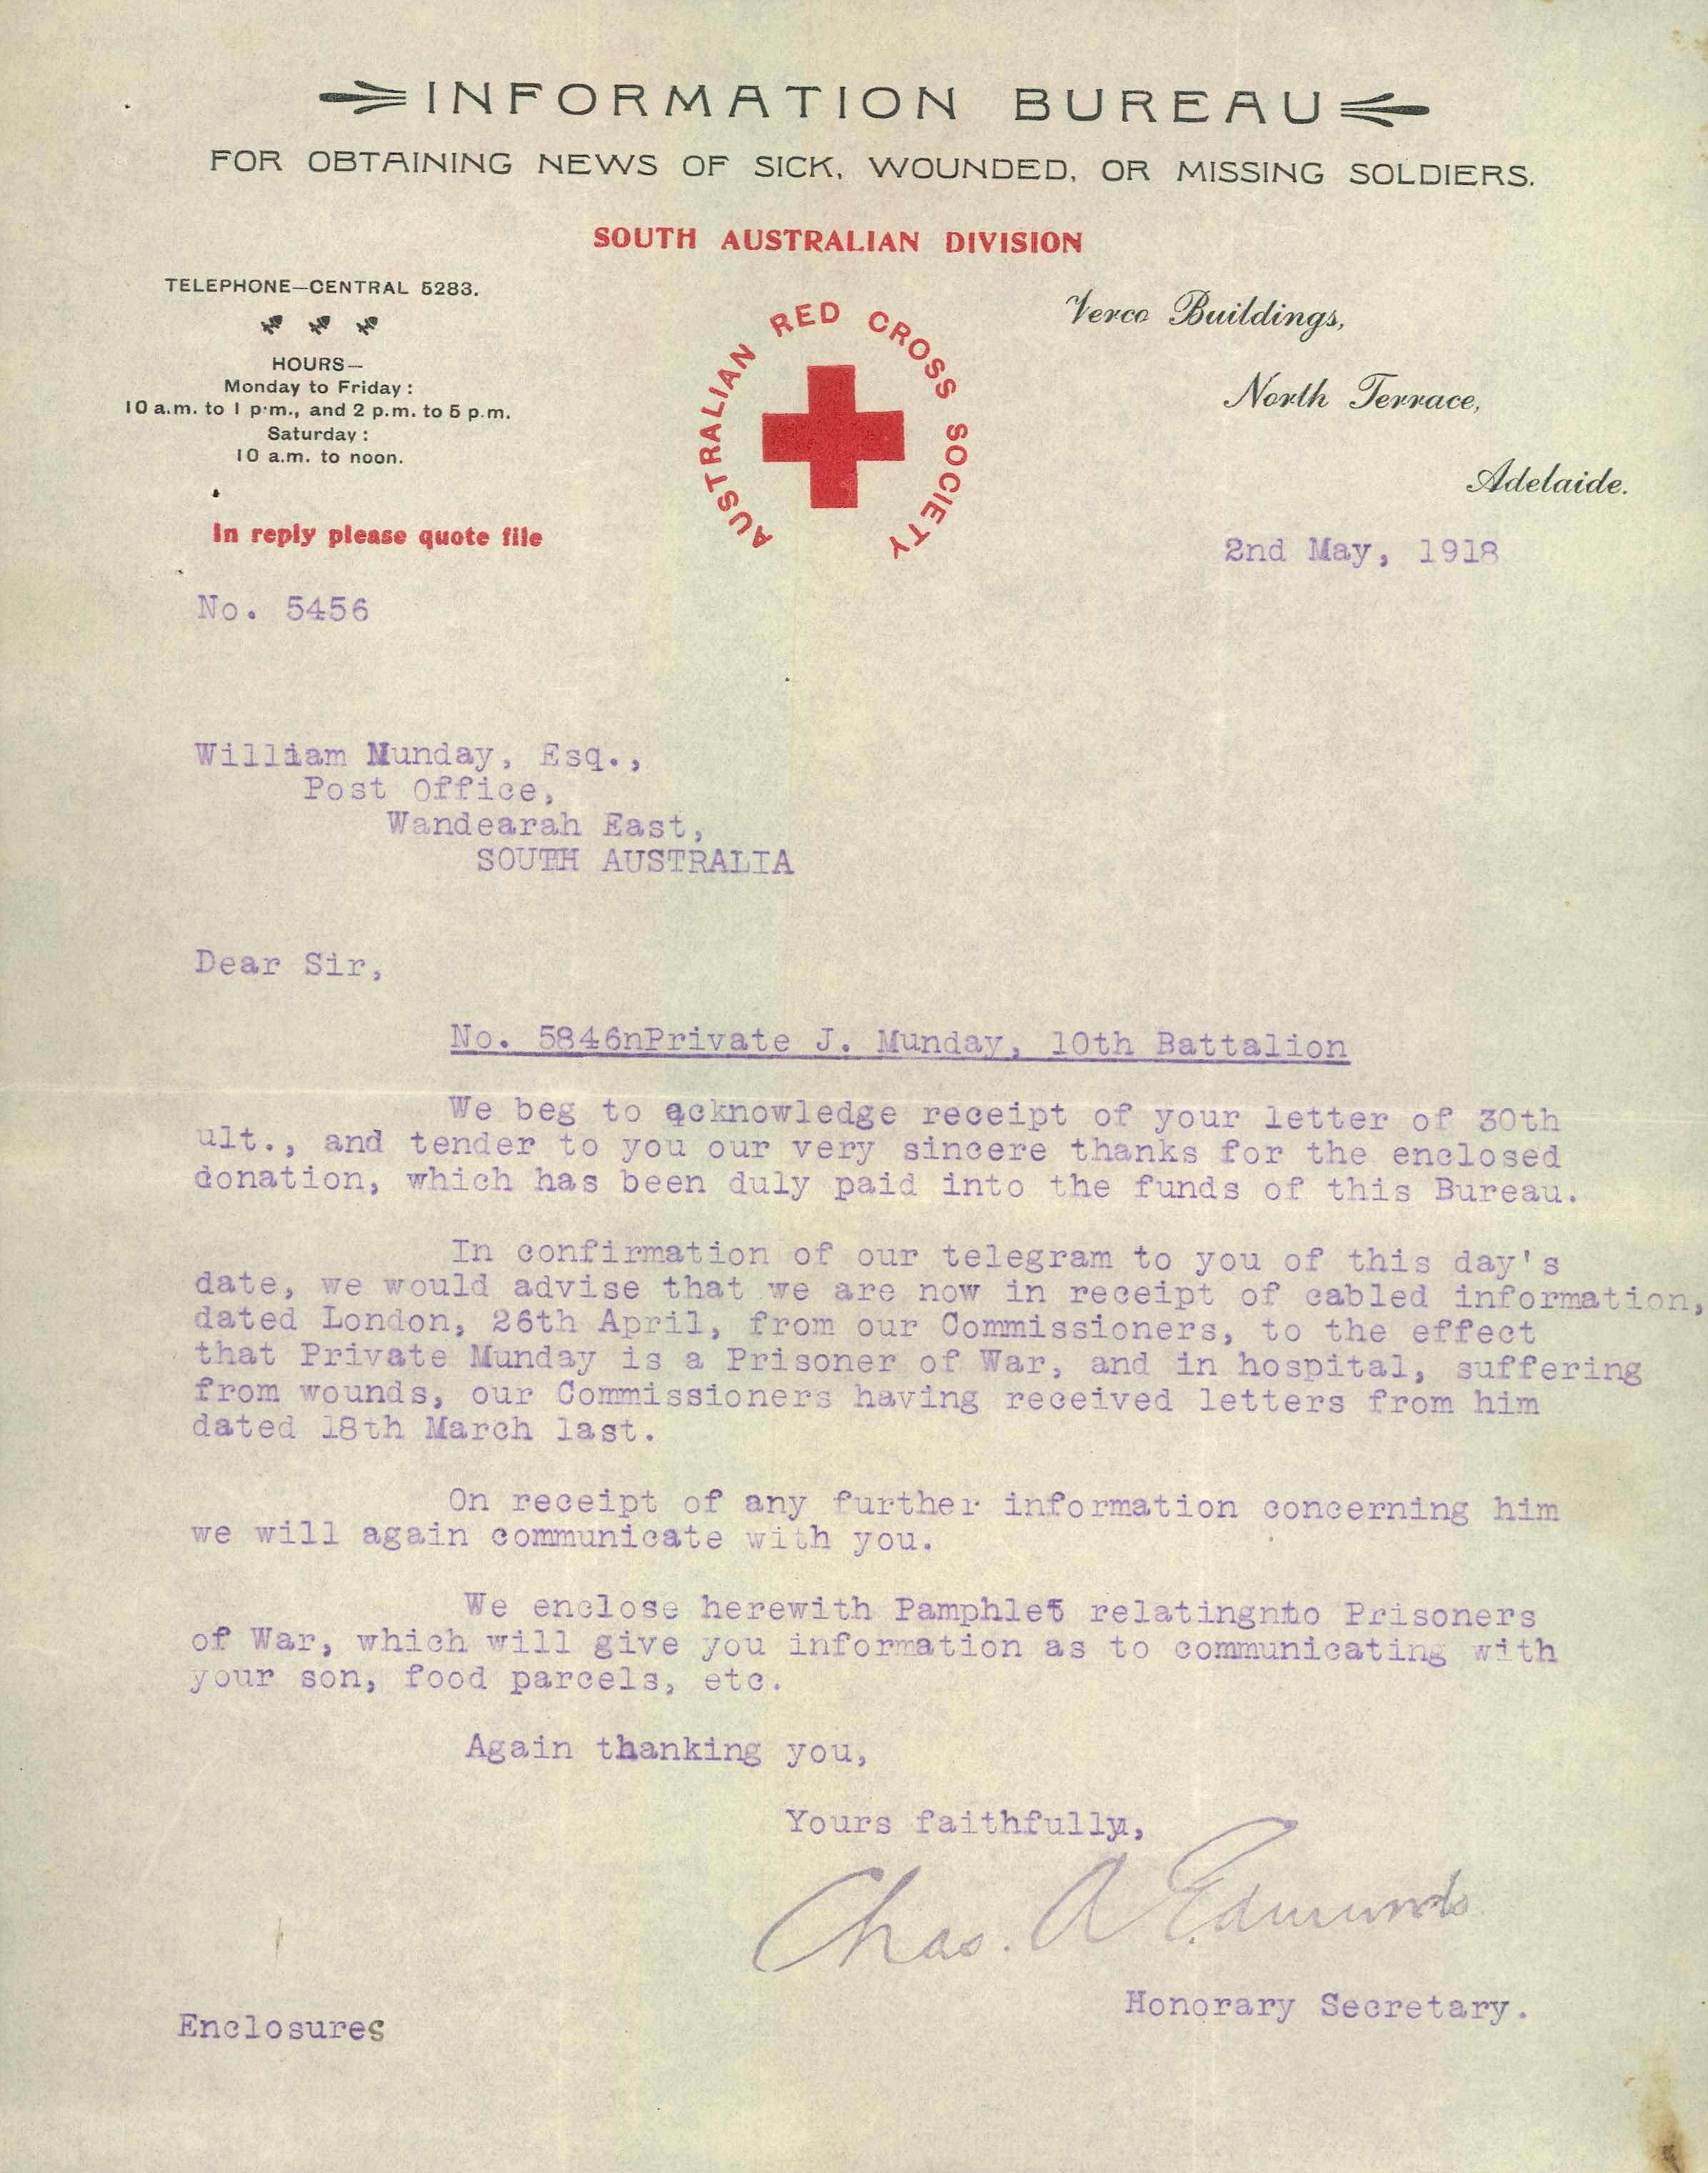 INFORMATION BUREAU
FOR OBTAINING NEWS OF SICK, WOUNDED, OR MISSING SOLDIERS.
SOUTH AUSTRALIAN DIVISION
TELEPHONE—CENTRAL 5283.
HOURS—
Monday to Friday:
10 a.m. to 1 p.m., and 2 p.m. to 5 p.m.
Saturday:
10 a.m. to noon.
In reply please quote file
No. 5456
AUSTRALIAN RED CROSS SOCIETY
Verco Buildings,
North Terrace,
Adelaide.
2nd May, 1918
William Munday, Esq.,
Post Office,
Wandearah East,
SOUTH AUSTRALIA
Dear Sir,
No. 5846nPrivate J. Munday, 10th Battalion
We beg to acknowledge receipt of your letter of 30th
ult., and tender to you our very sincere thanks for the enclosed
donation, which has been duly paid into the funds of this Bureau.
In confirmation of our telegram to you of this day's
date, we would advise that we are now in receipt of cabled information,
dated London, 26th April, from our Commissioners, to the effect
that Private Munday is a Prisoner of War, and in hospital, suffering
from wounds, our Commissioners having received letters from him
dated 18th March last.
On receipt of any further information concerning him
we will again communicate with you.
We enclose herewith Pamphlet relatingnto Prisoners
of War, which will give you information as to communicating with
your son, food parcels, etc.
Again thanking you,
Yours faithfully,
Chas. A Edmunds
Honorary Secretary.
Enclosures